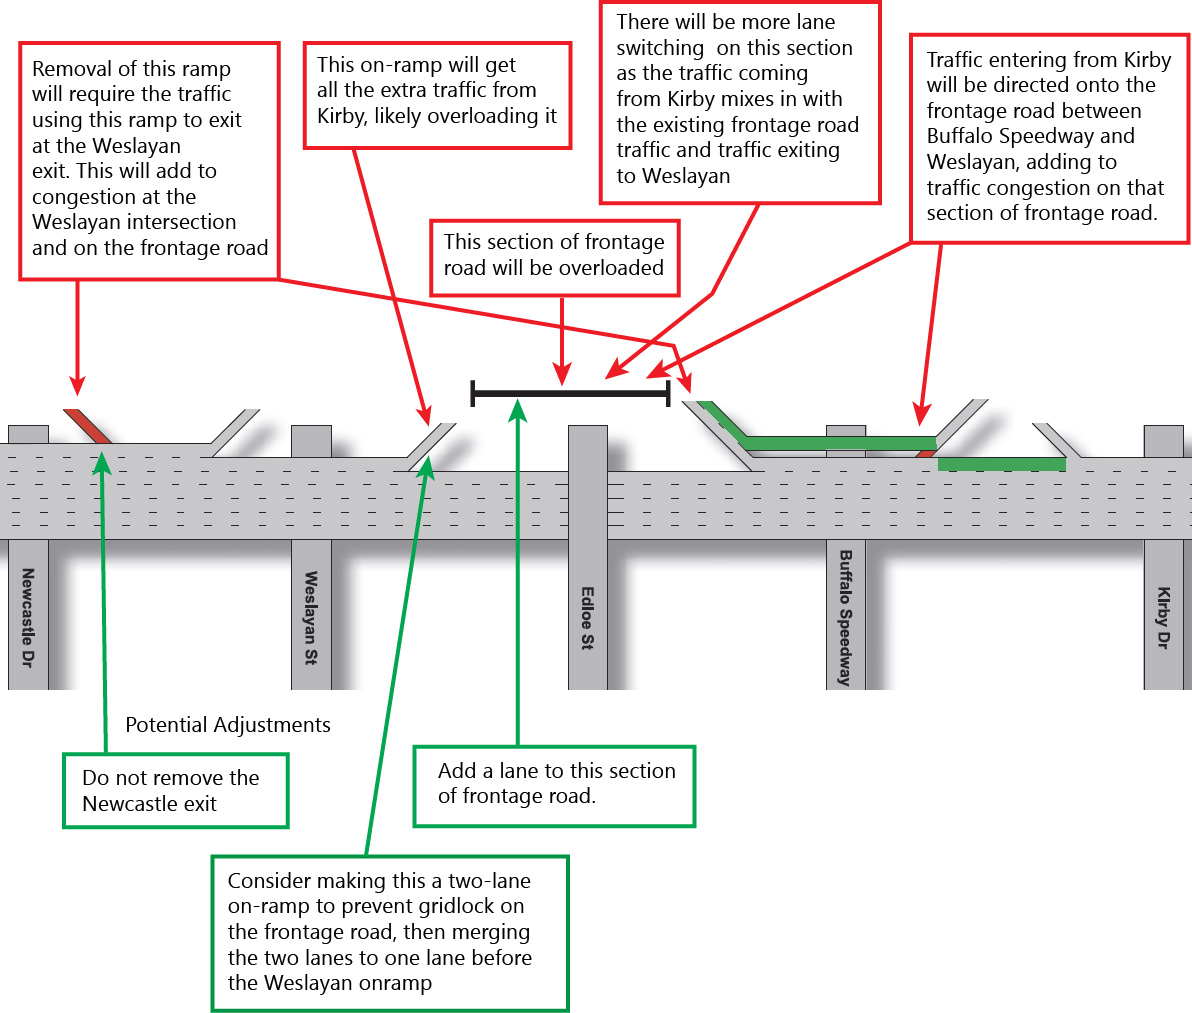 Removal of this ramp
will require the traffic
using this ramp to exit
at the Weslayan
exit. This will add to
congestion at the
Weslayan intersection
and on the frontage road
This on-ramp will get
all the extra traffic from
Kirby, likely overloading it
There will be more lane
switching on this section
as the traffic coming
from Kirby mixes in with
the existing frontage road
traffic and traffic exiting
to Weslayan
Traffic entering from Kirby
will be directed onto the
frontage road between
Buffalo Speedway and
Weslayan, adding to
traffic congestion on that
section of frontage road.
This section of frontage
road will be overloaded
Newcastle Dr
Weslayan St
Edloe St
Buffalo Speedway
KIrby Dr
Potential Adjustments
Do not remove the
Newcastle exit
Add a lane to this section
of frontage road.
Consider making this a two-lane
on-ramp to prevent gridlock on
the frontage road, then merging
the two lanes to one lane before
the Weslayan onramp